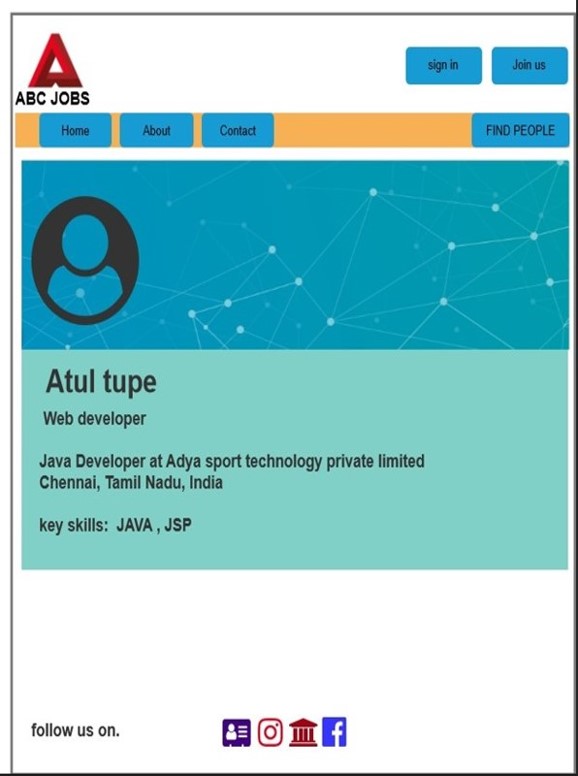 ABC JOBS
sign in
Join us
Home
About
Contact
FIND PEOPLE
Atul tupe
Web developer
Java Developer at Adya sport technology private limited
Chennai, Tamil Nadu, India
key skills: JAVA , JSP
follow us on.